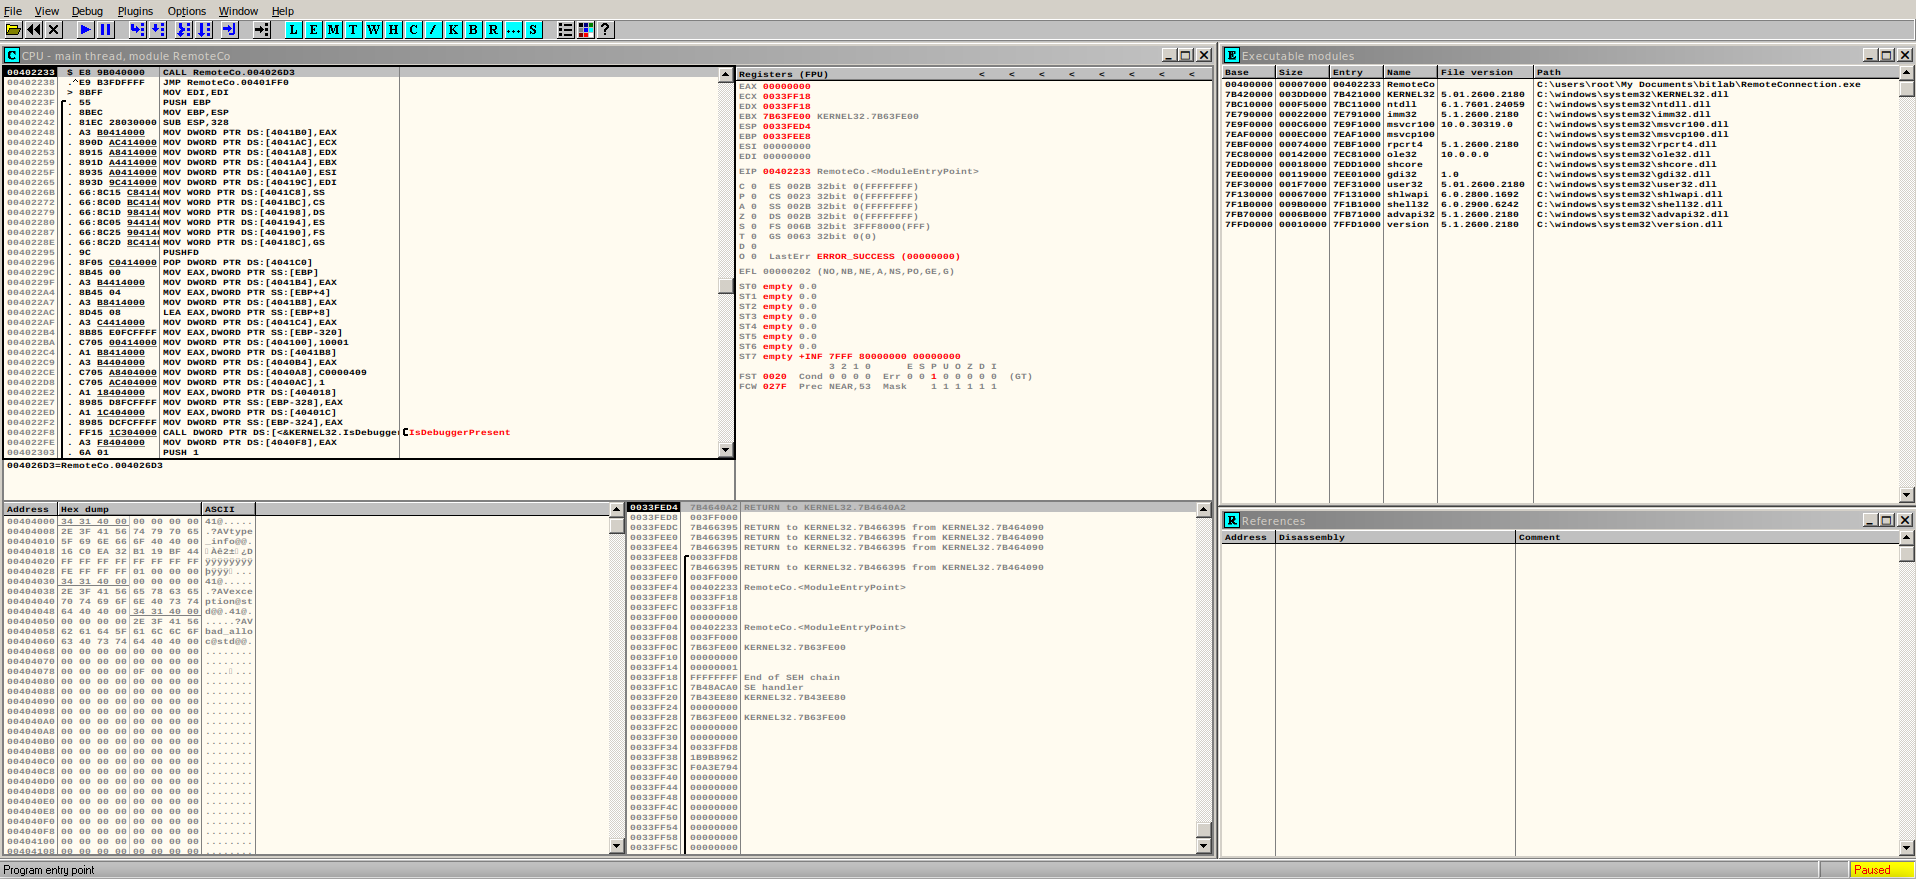 File View Debug Plugins Options Window Help
L E M T W H C / K B R ... S ?
C CPU - main thread, module RemoteCo
00402233 $ E8 9B040000 CALL RemoteCo.004026D3
00402238 .^E9 B3FDFFFF JMP RemoteCo.00401FF0
0040223D > 8BFF MOV EDI,EDI
0040223F . 55 PUSH EBP
00402240 . 8BEC MOV EBP,ESP
00402242 . 81EC 28030000 SUB ESP,328
00402248 . A3 B0414000 MOV DWORD PTR DS:[4041B0],EAX
0040224D . 890D AC414000 MOV DWORD PTR DS:[4041AC],ECX
00402253 . 8915 A8414000 MOV DWORD PTR DS:[4041A8],EDX
00402259 . 891D A4414000 MOV DWORD PTR DS:[4041A4],EBX
0040225F . 8935 A0414000 MOV DWORD PTR DS:[4041A0],ESI
00402265 . 893D 9C414000 MOV DWORD PTR DS:[40419C],EDI
0040226B . 66:8C15 C84140 MOV WORD PTR DS:[4041C8],SS
00402272 . 66:8C0D BC4140 MOV WORD PTR DS:[4041BC],CS
00402279 . 66:8C1D 984140 MOV WORD PTR DS:[404198],DS
00402280 . 66:8C05 944140 MOV WORD PTR DS:[404194],ES
00402287 . 66:8C25 904140 MOV WORD PTR DS:[404190],FS
0040228E . 66:8C2D 8C4140 MOV WORD PTR DS:[40418C],GS
00402295 . 9C PUSHFD
00402296 . 8F05 C0414000 POP DWORD PTR DS:[4041C0]
0040229C . 8B45 00 MOV EAX,DWORD PTR SS:[EBP]
0040229F . A3 B4414000 MOV DWORD PTR DS:[4041B4],EAX
004022A4 . 8B45 04 MOV EAX,DWORD PTR SS:[EBP+4]
004022A7 . A3 B8414000 MOV DWORD PTR DS:[4041B8],EAX
004022AC . 8D45 08 LEA EAX,DWORD PTR SS:[EBP+8]
004022AF . A3 C4414000 MOV DWORD PTR DS:[4041C4],EAX
004022B4 . 8B85 E0FCFFFF MOV EAX,DWORD PTR SS:[EBP-320]
004022BA . C705 00414000 MOV DWORD PTR DS:[404100],10001
004022C4 . A1 B8414000 MOV EAX,DWORD PTR DS:[4041B8]
004022C9 . A3 B4404000 MOV DWORD PTR DS:[4040B4],EAX
004022CE . C705 A8404000 MOV DWORD PTR DS:[4040A8],C0000409
004022D8 . C705 AC404000 MOV DWORD PTR DS:[4040AC],1
004022E2 . A1 18404000 MOV EAX,DWORD PTR DS:[404018]
004022E7 . 8985 D8FCFFFF MOV DWORD PTR SS:[EBP-328],EAX
004022ED . A1 1C404000 MOV EAX,DWORD PTR DS:[40401C]
004022F2 . 8985 DCFCFFFF MOV DWORD PTR SS:[EBP-324],EAX
004022F8 . FF15 1C304000 CALL DWORD PTR DS:[<&KERNEL32.IsDebugger IsDebuggerPresent
004022FE . A3 F8404000 MOV DWORD PTR DS:[4040F8],EAX
00402303 . 6A 01 PUSH 1
004026D3=RemoteCo.004026D3
Registers (FPU) < < < < < < < <
EAX 00000000
ECX 0033FF18
EDX 0033FF18
EBX 7B63FE00 KERNEL32.7B63FE00
ESP 0033FED4
EBP 0033FEE8
ESI 00000000
EDI 00000000
EIP 00402233 RemoteCo.<ModuleEntryPoint>
C 0 ES 002B 32bit 0(FFFFFFFF)
P 0 CS 0023 32bit 0(FFFFFFFF)
A 0 SS 002B 32bit 0(FFFFFFFF)
Z 0 DS 002B 32bit 0(FFFFFFFF)
S 0 FS 006B 32bit 3FFF8000(FFF)
T 0 GS 0063 32bit 0(0)
D 0
O 0 LastErr ERROR_SUCCESS (00000000)
EFL 00000202 (NO,NB,NE,A,NS,PO,GE,G)
ST0 empty 0.0
ST1 empty 0.0
ST2 empty 0.0
ST3 empty 0.0
ST4 empty 0.0
ST5 empty 0.0
ST6 empty 0.0
ST7 empty +INF 7FFF 80000000 00000000
3 2 1 0 E S P U O Z D I
FST 0020 Cond 0 0 0 0 Err 0 0 1 0 0 0 0 0 (GT)
FCW 027F Prec NEAR,53 Mask 1 1 1 1 1 1
Address Hex dump ASCII
00404000 34 31 40 00 00 00 00 00 41@.....
00404008 2E 3F 41 56 74 79 70 65 .?AVtype
00404010 5F 69 6E 66 6F 40 40 00 _info@@.
00404018 16 C0 EA 32 B1 19 BF 44 Àê2±¿D
00404020 FF FF FF FF FF FF FF FF ÿÿÿÿÿÿÿÿ
00404028 FE FF FF FF 01 00 00 00 þÿÿÿ...
00404030 34 31 40 00 00 00 00 00 41@.....
00404038 2E 3F 41 56 65 78 63 65 .?AVexce
00404040 70 74 69 6F 6E 40 73 74 ption@st
00404048 64 40 40 00 34 31 40 00 d@@.41@.
00404050 00 00 00 00 2E 3F 41 56 .....?AV
00404058 62 61 64 5F 61 6C 6C 6F bad_allo
00404060 63 40 73 74 64 40 40 00 c@std@@.
00404068 00 00 00 00 00 00 00 00 ........
00404070 00 00 00 00 00 00 00 00 ........
00404078 00 00 00 00 0F 00 00 00 .......
00404080 00 00 00 00 00 00 00 00 ........
00404088 00 00 00 00 00 00 00 00 ........
00404090 00 00 00 00 00 00 00 00 ........
00404098 00 00 00 00 00 00 00 00 ........
004040A0 00 00 00 00 00 00 00 00 ........
004040A8 00 00 00 00 00 00 00 00 ........
004040B0 00 00 00 00 00 00 00 00 ........
004040B8 00 00 00 00 00 00 00 00 ........
004040C0 00 00 00 00 00 00 00 00 ........
004040C8 00 00 00 00 00 00 00 00 ........
004040D0 00 00 00 00 00 00 00 00 ........
004040D8 00 00 00 00 00 00 00 00 ........
004040E0 00 00 00 00 00 00 00 00 ........
004040E8 00 00 00 00 00 00 00 00 ........
004040F0 00 00 00 00 00 00 00 00 ........
004040F8 00 00 00 00 00 00 00 00 ........
00404100 00 00 00 00 00 00 00 00 ........
00404108 00 00 00 00 00 00 00 00 ........
0033FED4 7B4640A2 RETURN to KERNEL32.7B4640A2
0033FED8 003FF000
0033FEDC 7B466395 RETURN to KERNEL32.7B466395 from KERNEL32.7B464090
0033FEE0 7B466395 RETURN to KERNEL32.7B466395 from KERNEL32.7B464090
0033FEE4 7B466395 RETURN to KERNEL32.7B466395 from KERNEL32.7B464090
0033FEE8 0033FFD8
0033FEEC 7B466395 RETURN to KERNEL32.7B466395 from KERNEL32.7B464090
0033FEF0 003FF000
0033FEF4 00402233 RemoteCo.<ModuleEntryPoint>
0033FEF8 0033FF18
0033FEFC 0033FF18
0033FF00 00000000
0033FF04 00402233 RemoteCo.<ModuleEntryPoint>
0033FF08 003FF000
0033FF0C 7B63FE00 KERNEL32.7B63FE00
0033FF10 00000000
0033FF14 00000001
0033FF18 FFFFFFFF End of SEH chain
0033FF1C 7B48ACA0 SE handler
0033FF20 7B43EE80 KERNEL32.7B43EE80
0033FF24 00000000
0033FF28 7B63FE00 KERNEL32.7B63FE00
0033FF2C 00000000
0033FF30 00000000
0033FF34 0033FFD8
0033FF38 1B9B8962
0033FF3C F0A3E794
0033FF40 00000000
0033FF44 00000000
0033FF48 00000000
0033FF4C 00000000
0033FF50 00000000
0033FF54 00000000
0033FF58 00000000
0033FF5C 00000000
E Executable modules
Base Size Entry Name File version Path
00400000 00007000 00402233 RemoteCo C:\users\root\My Documents\bitlab\RemoteConnection.exe
7B420000 003DD000 7B421000 KERNEL32 5.01.2600.2180 C:\windows\system32\KERNEL32.dll
7BC10000 000F5000 7BC11000 ntdll 6.1.7601.24059 C:\windows\system32\ntdll.dll
7E790000 00022000 7E791000 imm32 5.1.2600.2180 C:\windows\system32\imm32.dll
7E9F0000 000C6000 7E9F1000 msvcr100 10.0.30319.0 C:\windows\system32\msvcr100.dll
7EAF0000 000EC000 7EAF1000 msvcp100 C:\windows\system32\msvcp100.dll
7EBF0000 00074000 7EBF1000 rpcrt4 5.1.2600.2180 C:\windows\system32\rpcrt4.dll
7EC80000 00142000 7EC81000 ole32 10.0.0.0 C:\windows\system32\ole32.dll
7EDD0000 00018000 7EDD1000 shcore C:\windows\system32\shcore.dll
7EE00000 00119000 7EE01000 gdi32 1.0 C:\windows\system32\gdi32.dll
7EF30000 001F7000 7EF31000 user32 5.01.2600.2180 C:\windows\system32\user32.dll
7F130000 00067000 7F131000 shlwapi 6.0.2800.1692 C:\windows\system32\shlwapi.dll
7F1B0000 009B0000 7F1B1000 shell32 6.0.2900.6242 C:\windows\system32\shell32.dll
7FB70000 0006B000 7FB71000 advapi32 5.1.2600.2180 C:\windows\system32\advapi32.dll
7FFD0000 00010000 7FFD1000 version 5.1.2600.2180 C:\windows\system32\version.dll
R References
Address Disassembly Comment
Program entry point
Paused